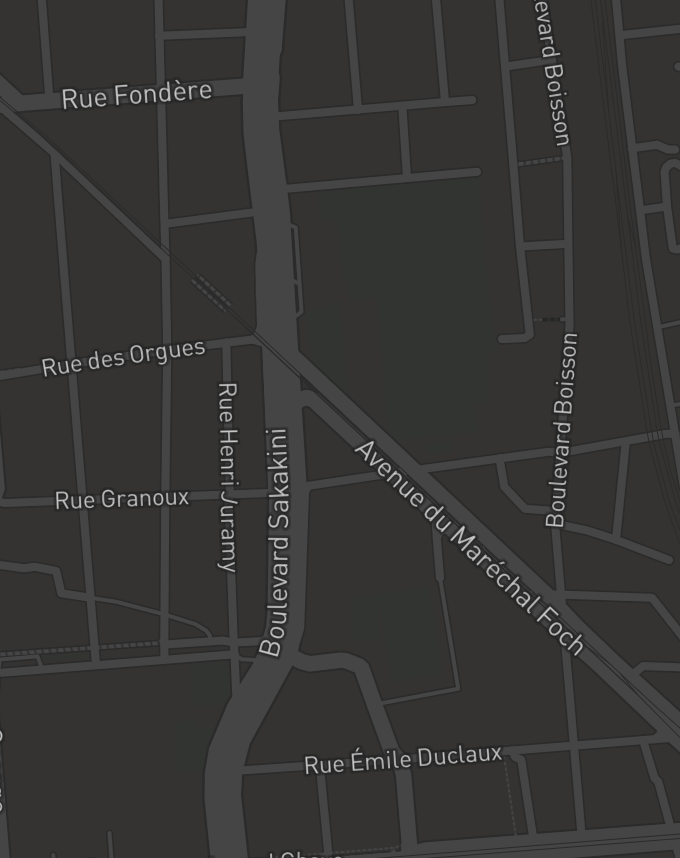 evard Boisson
Rue Fondère
Rue des Orgues
Boulevard Boisson
Rue Henri Juramy
Boulevard Sakakini
Rue Granoux
Avenue du Maréchal Foch
Rue Émile Duclaux